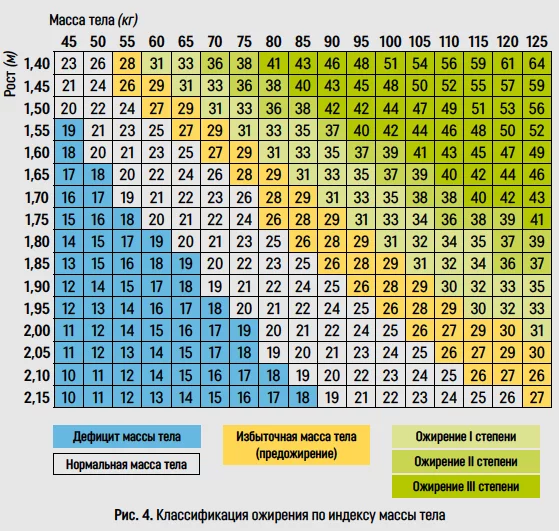 Масса тела (кг)
45 50 55 60 65 70 75 80 85 90 95 100 105 110 115 120 125
Рост (м)
1,40 23 26 28 31 33 36 38 41 43 46 48 51 54 56 59 61 64
1,45 21 24 26 29 31 33 36 38 40 43 45 48 50 52 55 57 59
1,50 20 22 24 27 29 31 33 36 38 42 42 44 47 49 51 53 56
1,55 19 21 23 25 27 29 31 33 35 37 40 42 44 46 48 50 52
1,60 18 20 21 23 25 27 29 31 33 35 37 39 41 43 45 47 49
1,65 17 18 20 22 24 26 28 29 31 33 35 37 39 40 42 44 46
1,70 16 17 19 21 22 24 26 28 29 31 33 35 36 38 40 42 43
1,75 15 16 18 20 21 22 24 26 28 29 31 33 34 36 38 39 41
1,80 14 15 17 19 20 21 23 25 26 28 29 31 32 34 35 37 39
1,85 13 15 16 18 19 20 22 23 25 26 28 29 31 32 34 36 37
1,90 12 14 15 17 18 19 21 22 24 25 26 28 29 30 32 33 35
1,95 12 13 14 16 17 18 20 21 22 24 25 26 28 29 30 32 33
2,00 11 12 14 15 16 17 19 20 21 22 24 25 26 27 29 30 31
2,05 11 12 13 14 15 16 18 20 19 21 23 24 25 26 27 29 30
2,10 10 11 12 14 15 16 17 18 19 20 22 23 24 25 26 27 26
2,15 10 11 12 13 14 15 16 17 18 19 21 22 23 24 25 26 27
Дефицит массы тела
Нормальная масса тела
Избыточная масса тела
(предожирение)
Ожирение I степени
Ожирение II степени
Ожирение III степени
Рис. 4. Классификация ожирения по индексу массы тела